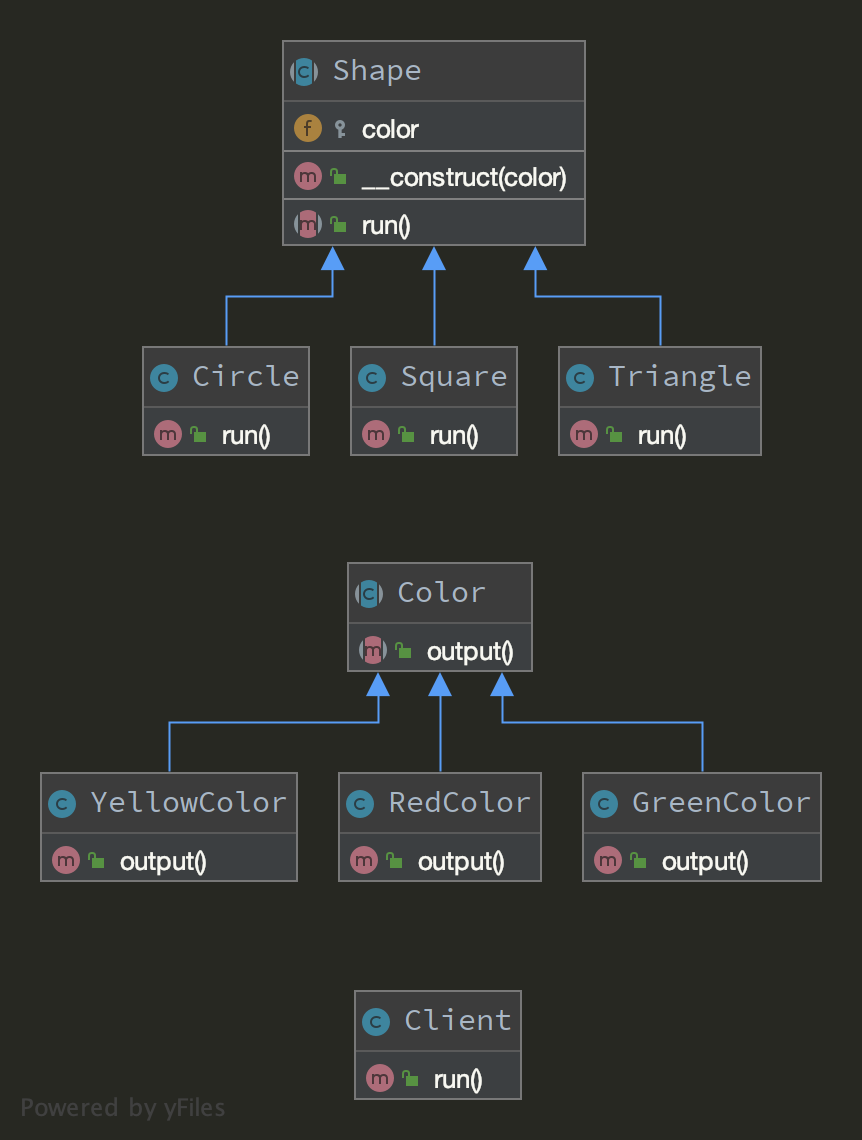 Shape
color
__construct(color)
run()
Circle
Square
Triangle
run()
run()
run()
Color
output()
YellowColor
RedColor
GreenColor
output()
output()
output()
Client
run()
Powered by yFiles